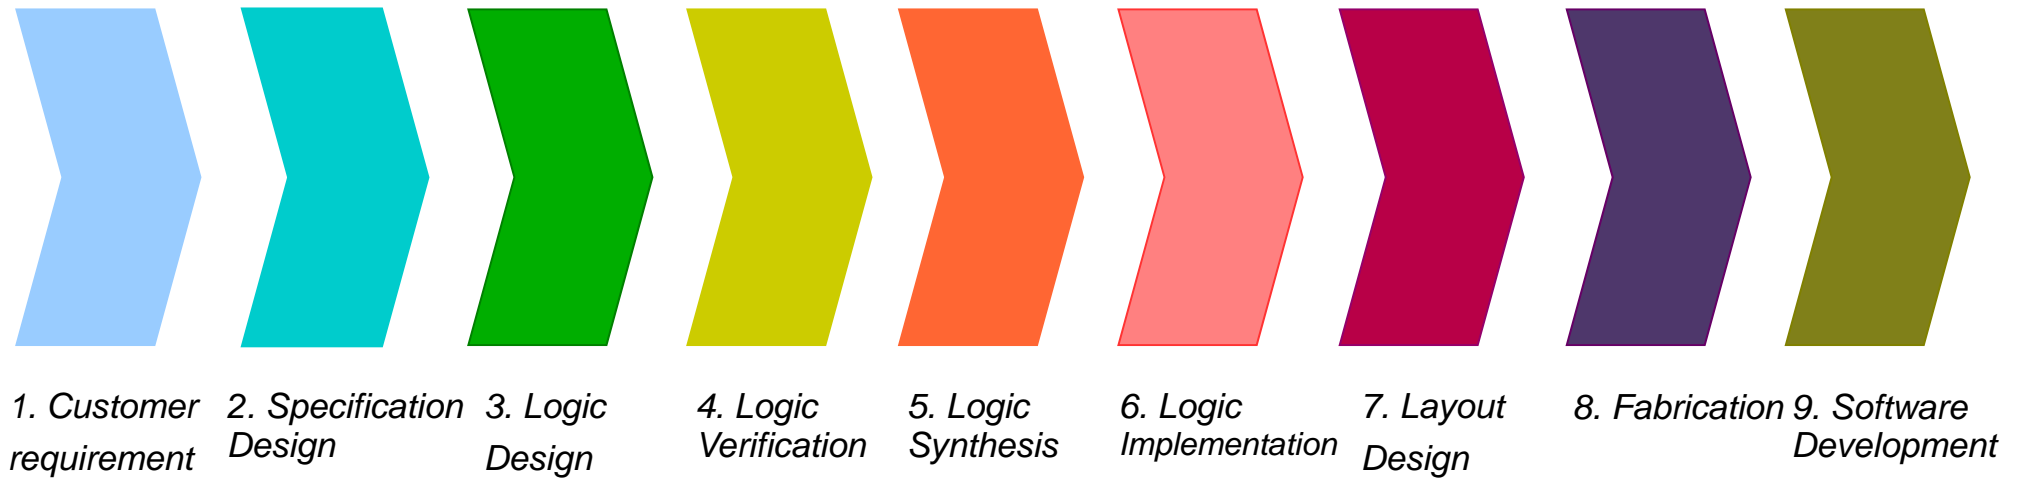 1. Customer
requirement
2. Specification
Design
3. Logic
Design
4. Logic
Verification
5. Logic
Synthesis
6. Logic
Implementation
7. Layout
Design
8. Fabrication
9. Software
Development